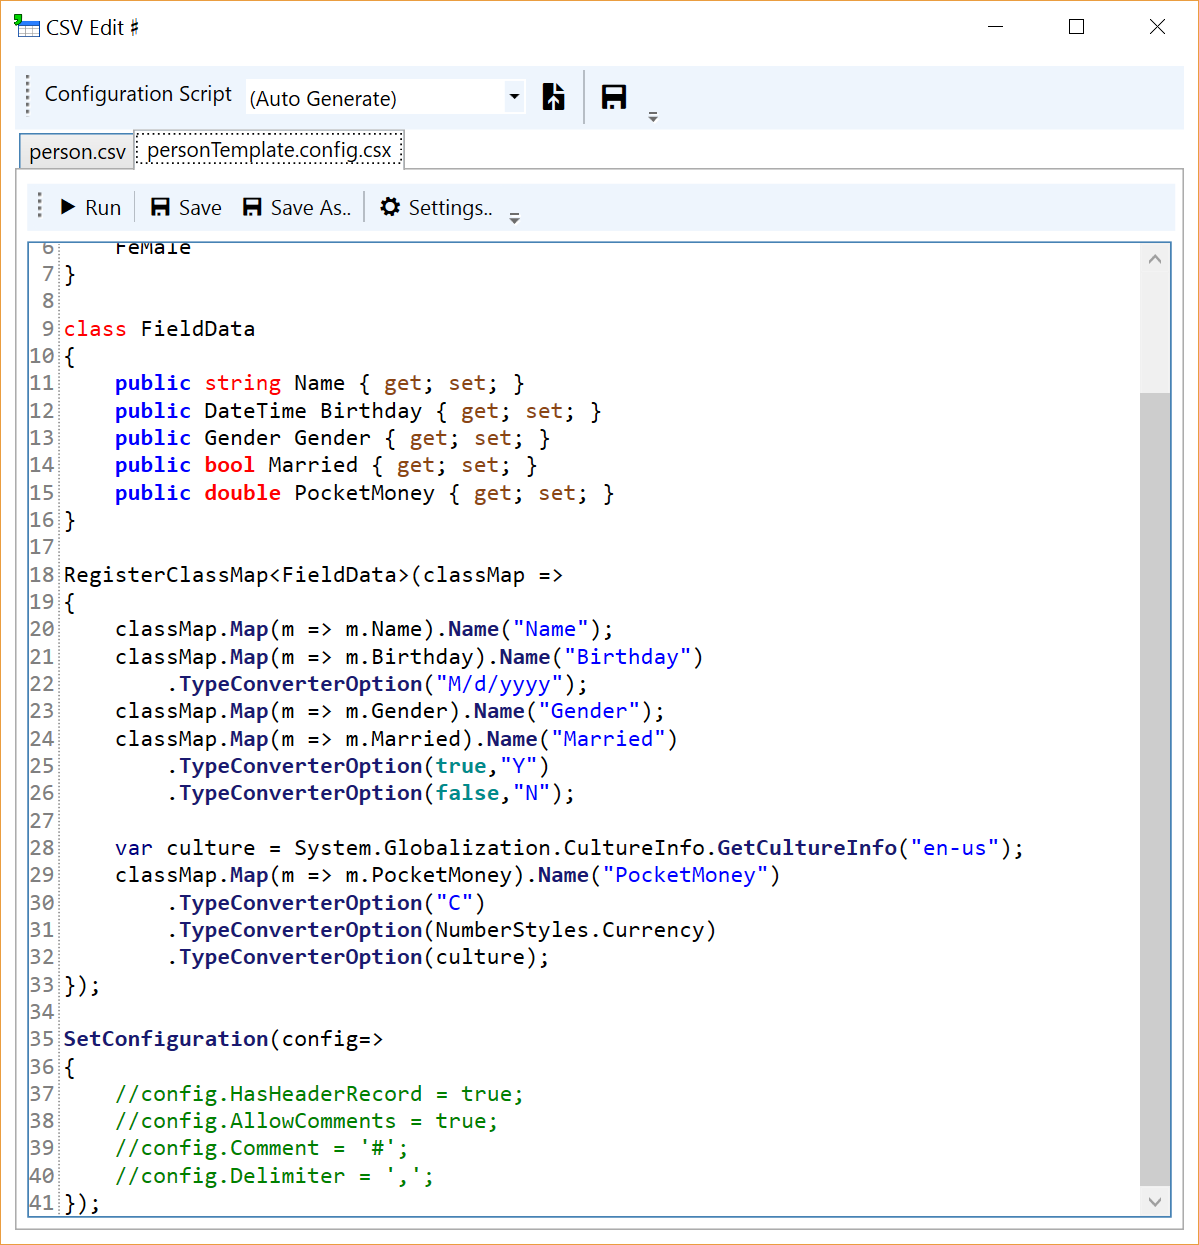 CSV Edit ♯
Configuration Script (Auto Generate)
person.csv personTemplate.config.csx
Run Save Save As.. Settings..
6     FeMale
7 }
8
9 class FieldData
10 {
11     public string Name { get; set; }
12     public DateTime Birthday { get; set; }
13     public Gender Gender { get; set; }
14     public bool Married { get; set; }
15     public double PocketMoney { get; set; }
16 }
17
18 RegisterClassMap<FieldData>(classMap =>
19 {
20     classMap.Map(m => m.Name).Name("Name");
21     classMap.Map(m => m.Birthday).Name("Birthday")
22         .TypeConverterOption("M/d/yyyy");
23     classMap.Map(m => m.Gender).Name("Gender");
24     classMap.Map(m => m.Married).Name("Married")
25         .TypeConverterOption(true,"Y")
26         .TypeConverterOption(false,"N");
27
28     var culture = System.Globalization.CultureInfo.GetCultureInfo("en-us");
29     classMap.Map(m => m.PocketMoney).Name("PocketMoney")
30         .TypeConverterOption("C")
31         .TypeConverterOption(NumberStyles.Currency)
32         .TypeConverterOption(culture);
33 });
34
35 SetConfiguration(config=>
36 {
37     //config.HasHeaderRecord = true;
38     //config.AllowComments = true;
39     //config.Comment = '#';
40     //config.Delimiter = ',';
41 });